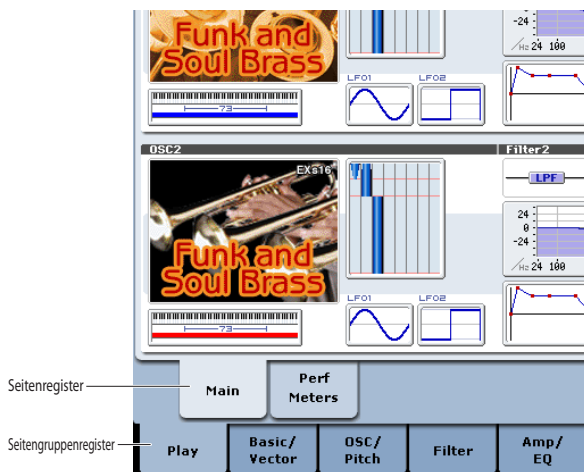 Funk and
Soul Brass
-24
Hz 24 100
73
LFO1 LFO2
OSC2 Filter2
EXs16
LPF
Funk and
Soul Brass
24
0
-24
Hz 24 100
73
LFO1 LFO2
Seitenregister
Main
Perf
Meters
Seitengruppenregister
Play
Basic/
Vector
OSC/
Pitch
Filter
Amp/
EQ